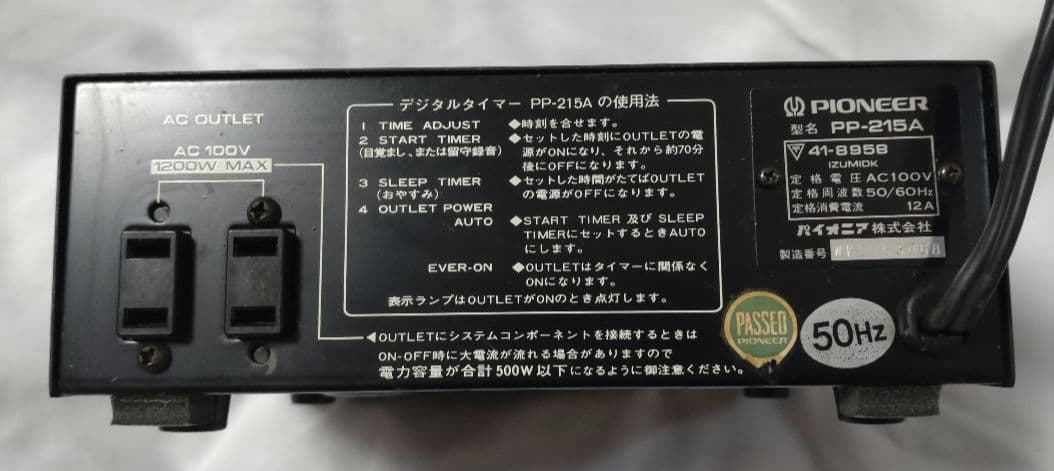 AC OUTLET
AC 100V
1200W MAX
デジタルタイマー PP-215A の使用法
1 TIME ADJUST ◆時刻を合せます。
2 START TIMER ◆セットした時刻にOUTLETの電
(目覚まし、または留守録音) 源がONになり、それから約70分
後にOFFになります。
3 SLEEP TIMER ◆セットした時間がたてばOUTLET
(おやすみ) の電源がOFFになります。
4 OUTLET POWER
AUTO ◆START TIMER 及び SLEEP
TIMERにセットするときAUTO
にします。
EVER-ON ◆OUTLETはタイマーに関係なく
ONになります。
表示ランプはOUTLETがONのとき点灯します。
◀OUTLETにシステムコンポーネントを接続するときは
ON-OFF時に大電流が流れる場合がありますので
電力容量が合計500W以下になるように御注意ください。
PIONEER
型名 PP-215A
41-8958
IZUMIDK
定格電圧 AC100V
定格周波数 50/60Hz
定格消費電流 12A
パイオニア株式会社
製造番号
PASSED
PIONEER
50Hz